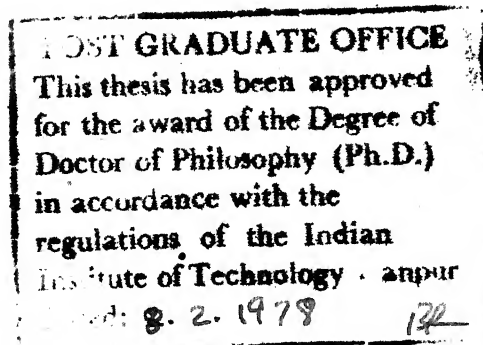 POST GRADUATE OFFICE
This thesis has been approved
for the award of the Degree of
Doctor of Philosophy (Ph.D.)
in accordance with the
regulations of the Indian
Institute of Technology anpur
8. 2. 1978